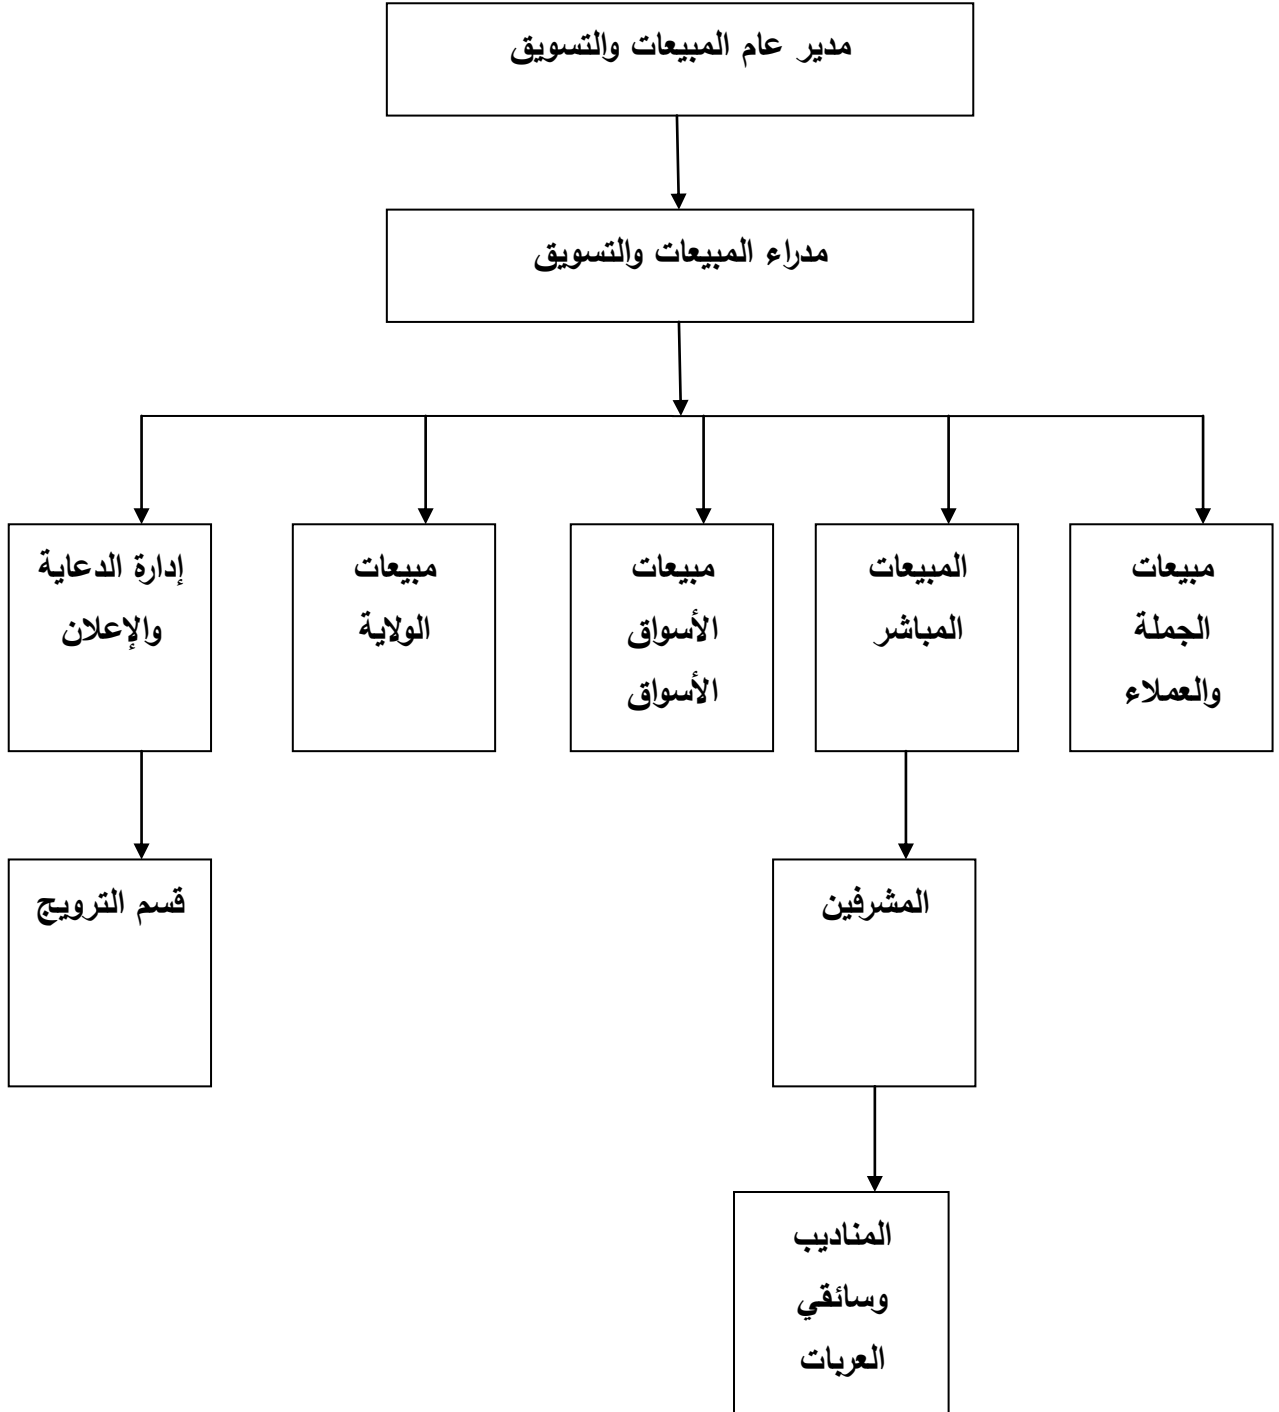 مدير عام المبيعات والتسويق
مدراء المبيعات والتسويق
مبيعات
الجملة
والعملاء
المبيعات
المباشر
مبيعات
الأسواق
الأسواق
مبيعات
الولاية
إدارة الدعاية
والإعلان
المشرفين
قسم الترويج
المناديب
وسائقي
العربات